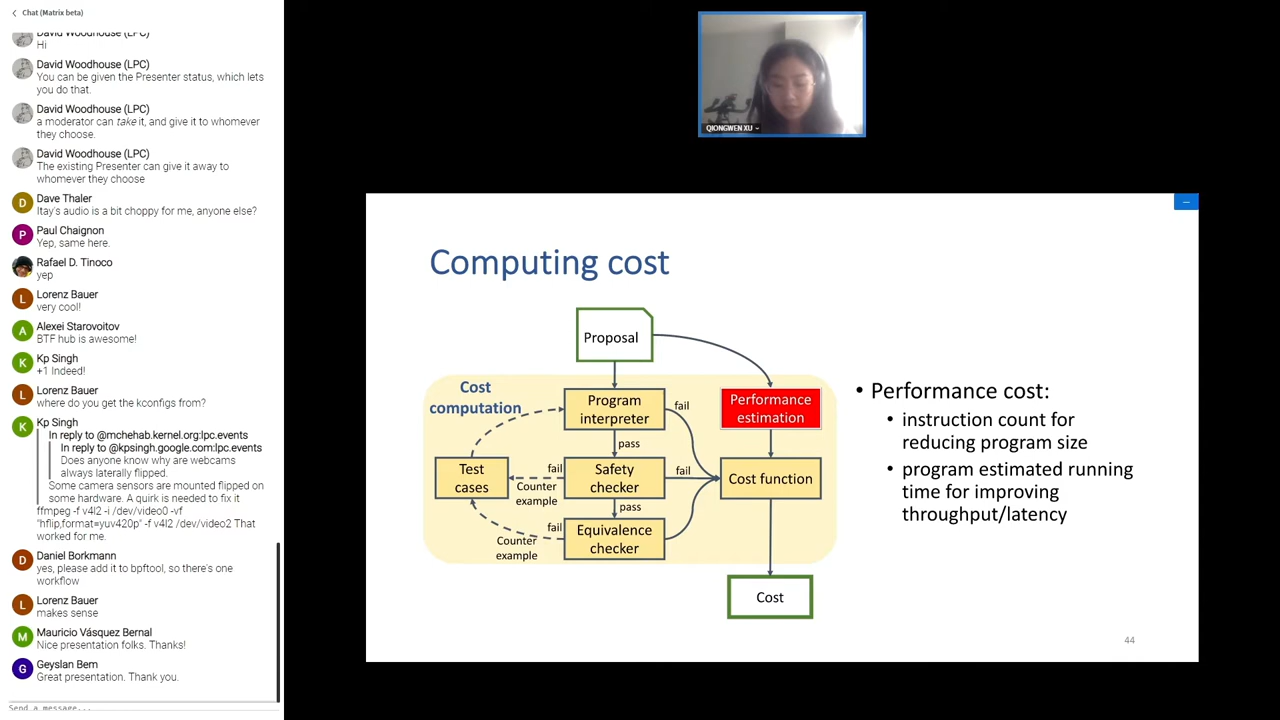 Chat (Matrix beta)
David Woodhouse (LPC)
Hi
David Woodhouse (LPC)
You can be given the Presenter status, which lets
you do that.
David Woodhouse (LPC)
a moderator can take it, and give it to whomever
they choose.
David Woodhouse (LPC)
The existing Presenter can give it away to
whomever they choose
D
Dave Thaler
Itay's audio is a bit choppy for me, anyone else?
P
Paul Chaignon
Yep, same here.
Rafael D. Tinoco
yep
L
Lorenz Bauer
very cool!
A
Alexei Starovoitov
BTF hub is awesome!
K
Kp Singh
+1 Indeed!
L
Lorenz Bauer
where do you get the kconfigs from?
K
Kp Singh
In reply to @mchehab.kernel.org:lpc.events
In reply to @kpsingh.google.com:lpc.events
Does anyone know why are webcams
always laterally flipped.
Some camera sensors are mounted flipped on
some hardware. A quirk is needed to fix it
ffmpeg -f v4l2 -i /dev/video0 -vf
"hflip,format=yuv420p" -f v4l2 /dev/video2 That
worked for me.
D
Daniel Borkmann
yes, please add it to bpftool, so there's one
workflow
L
Lorenz Bauer
makes sense
M
Mauricio Vásquez Bernal
Nice presentation folks. Thanks!
G
Geyslan Bem
Great presentation. Thank you.
Send a message...
QIONGWEN XU
Computing cost
Proposal
Cost
computation
Program
interpreter
fail
Performance
estimation
pass
Test
cases
fail
Counter
example
Safety
checker
fail
Cost function
pass
fail
Counter
example
Equivalence
checker
Cost
• Performance cost:
• instruction count for
reducing program size
• program estimated running
time for improving
throughput/latency
44